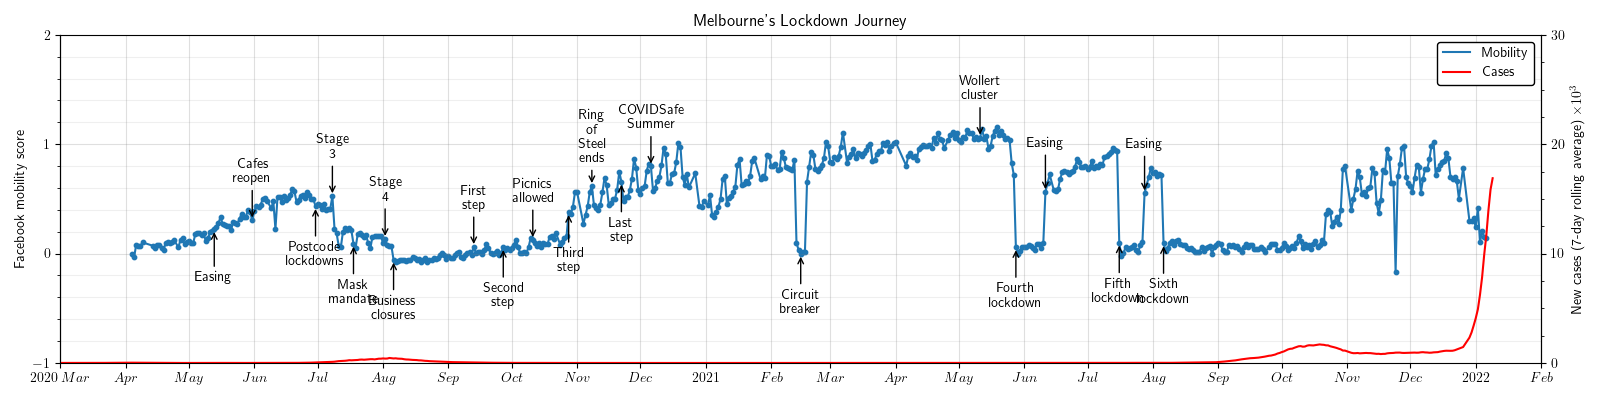 Melbourne's Lockdown Journey
2
1
0
−1
Facebook mobility score
30
20
10
0
New cases (7-day rolling average) ×10³
Mobility
Cases
Easing
Cafes
reopen
Postcode
lockdowns
Stage
3
Mask
mandate
Stage
4
Business
closures
First
step
Second
step
Picnics
allowed
Third
step
Ring
of
Steel
ends
Last
step
COVIDSafe
Summer
Circuit
breaker
Wollert
cluster
Fourth
lockdown
Easing
Fifth
lockdown
Easing
Sixth
lockdown
2020 Mar Apr May Jun Jul Aug Sep Oct Nov Dec 2021 Feb Mar Apr May Jun Jul Aug Sep Oct Nov Dec 2022 Feb